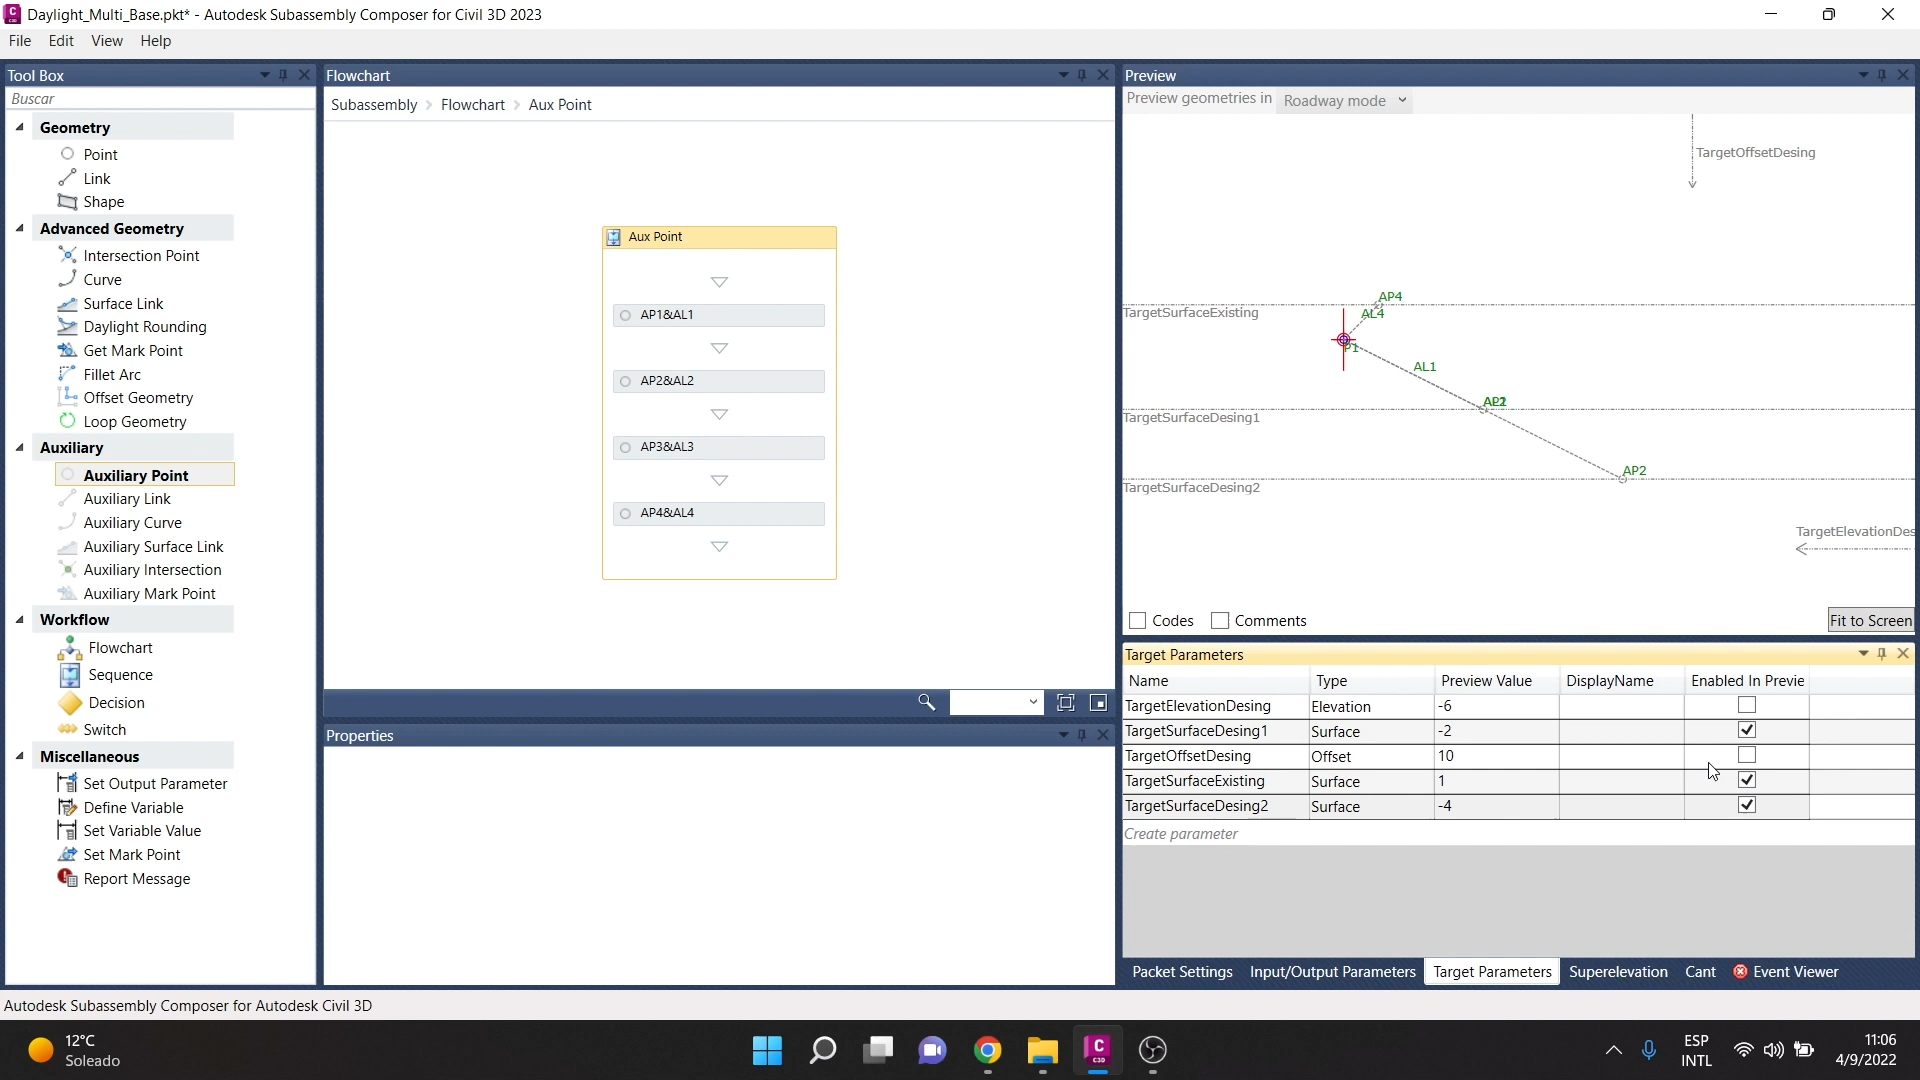 Daylight_Multi_Base.pkt* - Autodesk Subassembly Composer for Civil 3D 2023
File Edit View Help
Tool Box
Buscar
Geometry
Point
Link
Shape
Advanced Geometry
Intersection Point
Curve
Surface Link
Daylight Rounding
Get Mark Point
Fillet Arc
Offset Geometry
Loop Geometry
Auxiliary
Auxiliary Point
Auxiliary Link
Auxiliary Curve
Auxiliary Surface Link
Auxiliary Intersection
Auxiliary Mark Point
Workflow
Flowchart
Sequence
Decision
Switch
Miscellaneous
Set Output Parameter
Define Variable
Set Variable Value
Set Mark Point
Report Message
Flowchart
Subassembly Flowchart Aux Point
Aux Point
AP1&AL1
AP2&AL2
AP3&AL3
AP4&AL4
Properties
Preview
Preview geometries in Roadway mode
TargetOffsetDesing
AP4
TargetSurfaceExisting
AL4
P1
AL1
TargetSurfaceDesing1
AP2
TargetSurfaceDesing2
TargetElevationDes
Codes Comments Fit to Screen
Target Parameters
Name Type Preview Value DisplayName Enabled In Previe
TargetElevationDesing Elevation -6
TargetSurfaceDesing1 Surface -2
TargetOffsetDesing Offset 10
TargetSurfaceExisting Surface 1
TargetSurfaceDesing2 Surface -4
Create parameter
Packet Settings Input/Output Parameters Target Parameters Superelevation Cant Event Viewer
Autodesk Subassembly Composer for Autodesk Civil 3D
12°C
Soleado
C
C3D
ESP
INTL
11:06
4/9/2022